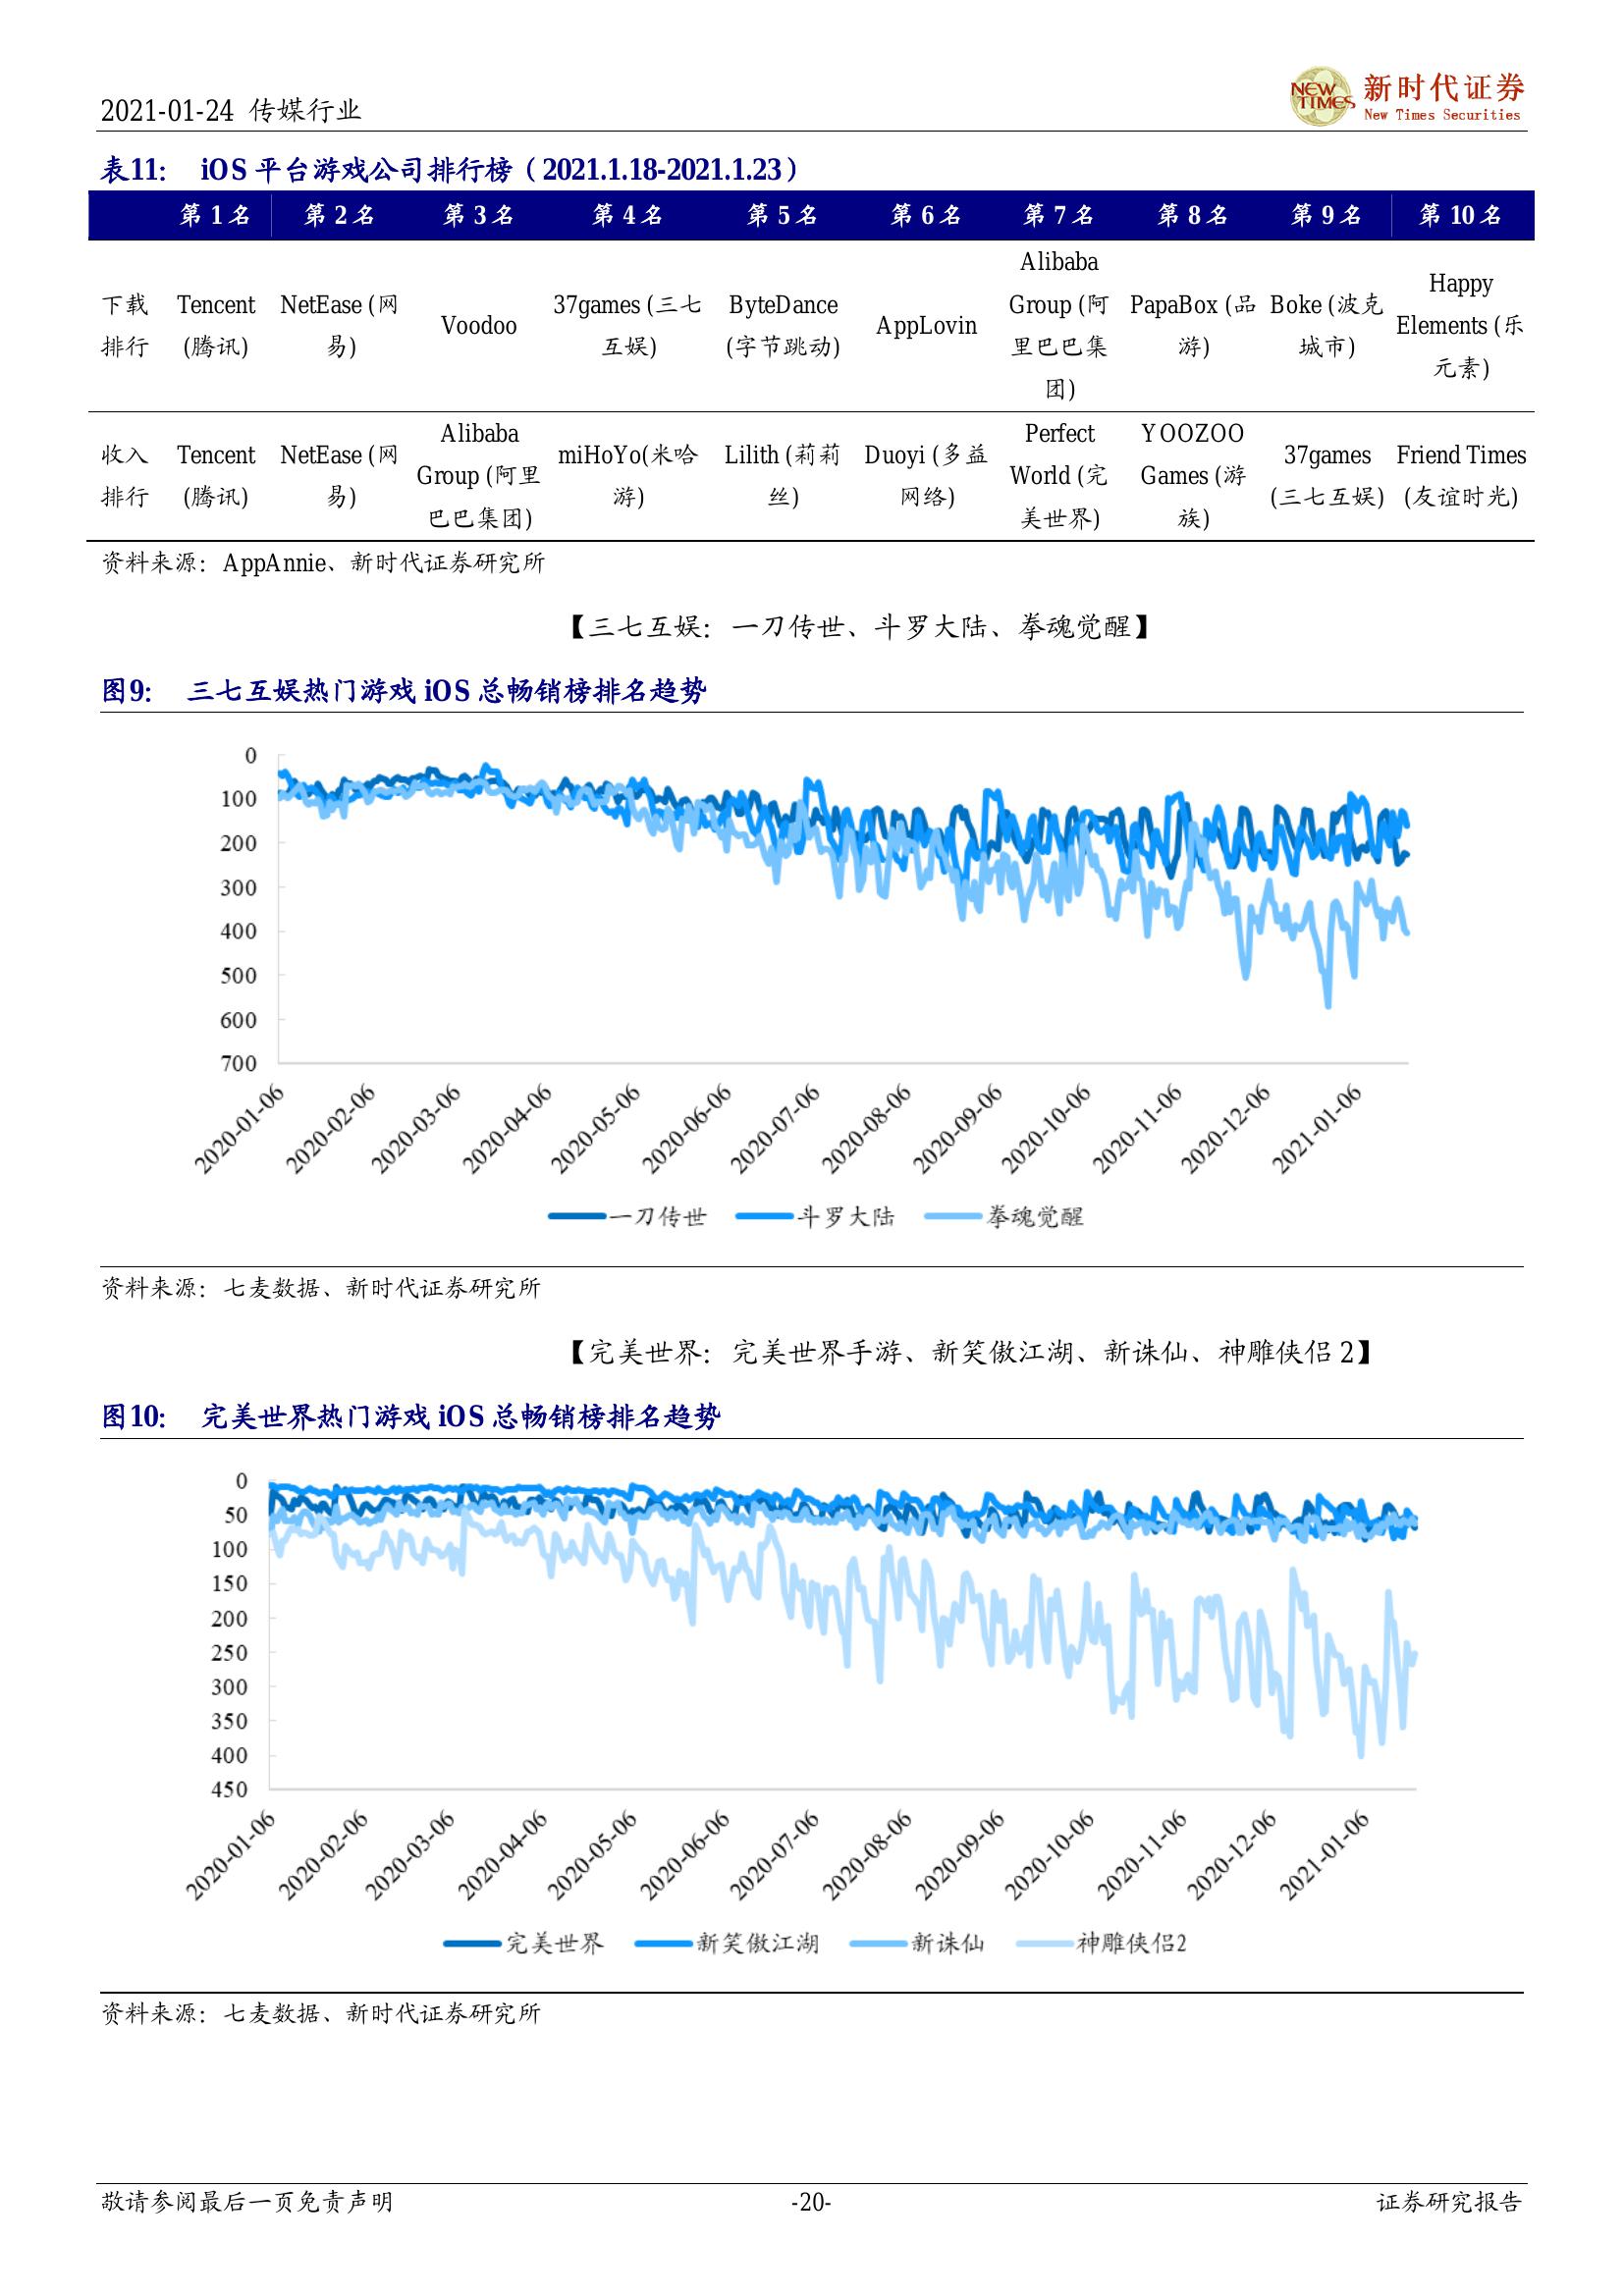 2021-01-24 传媒行业
NEW TIMES
新时代证券
New Times Securities
表11： iOS 平台游戏公司排行榜（2021.1.18-2021.1.23）
第 1 名 第 2 名 第 3 名 第 4 名 第 5 名 第 6 名 第 7 名 第 8 名 第 9 名 第 10 名
下载排行 Tencent (腾讯) NetEase (网易) Voodoo 37games (三七互娱) ByteDance (字节跳动) AppLovin Alibaba Group (阿里巴巴集团) PapaBox (品游) Boke (波克城市) Happy Elements (乐元素)
收入排行 Tencent (腾讯) NetEase (网易) Alibaba Group (阿里巴巴集团) miHoYo(米哈游) Lilith (莉莉丝) Duoyi (多益网络) Perfect World (完美世界) YOOZOO Games (游族) 37games (三七互娱) Friend Times (友谊时光)
资料来源：AppAnnie、新时代证券研究所
【三七互娱：一刀传世、斗罗大陆、拳魂觉醒】
图9： 三七互娱热门游戏 iOS 总畅销榜排名趋势
0
100
200
300
400
500
600
700
2020-01-06 2020-02-06 2020-03-06 2020-04-06 2020-05-06 2020-06-06 2020-07-06 2020-08-06 2020-09-06 2020-10-06 2020-11-06 2020-12-06 2021-01-06
一刀传世 斗罗大陆 拳魂觉醒
资料来源：七麦数据、新时代证券研究所
【完美世界：完美世界手游、新笑傲江湖、新诛仙、神雕侠侣 2】
图10： 完美世界热门游戏 iOS 总畅销榜排名趋势
0
50
100
150
200
250
300
350
400
450
2020-01-06 2020-02-06 2020-03-06 2020-04-06 2020-05-06 2020-06-06 2020-07-06 2020-08-06 2020-09-06 2020-10-06 2020-11-06 2020-12-06 2021-01-06
完美世界 新笑傲江湖 新诛仙 神雕侠侣2
资料来源：七麦数据、新时代证券研究所
敬请参阅最后一页免责声明 -20- 证券研究报告